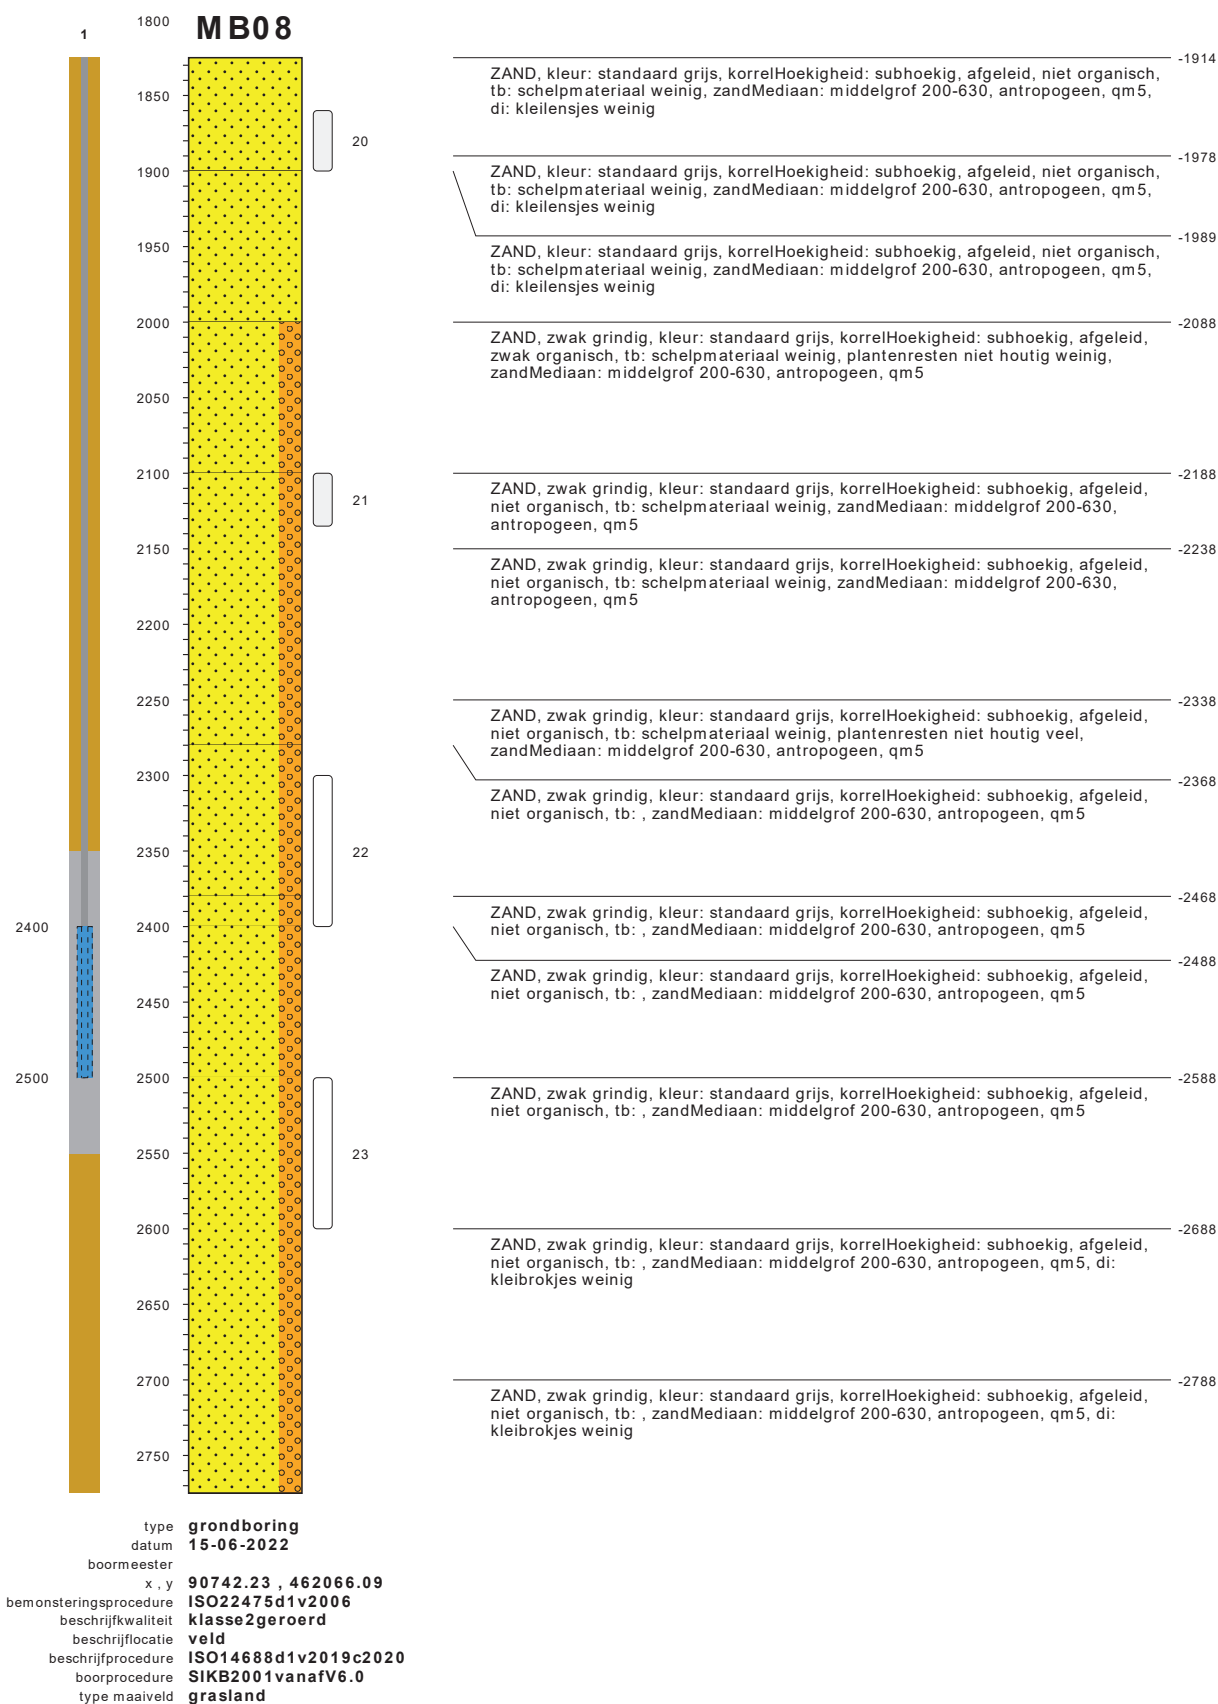 1800
MB08
1
-1914
ZAND, kleur: standaard grijs, korrelHoekigheid: subhoekig, afgeleid, niet organisch,
tb: schelpmateriaal weinig, zandMediaan: middelgrof 200-630, antropogeen, qm5,
di: kleilensjes weinig
1850
20
-1978
ZAND, kleur: standaard grijs, korrelHoekigheid: subhoekig, afgeleid, niet organisch,
tb: schelpmateriaal weinig, zandMediaan: middelgrof 200-630, antropogeen, qm5,
di: kleilensjes weinig
1900
-1989
ZAND, kleur: standaard grijs, korrelHoekigheid: subhoekig, afgeleid, niet organisch,
tb: schelpmateriaal weinig, zandMediaan: middelgrof 200-630, antropogeen, qm5,
di: kleilensjes weinig
1950
2000
-2088
ZAND, zwak grindig, kleur: standaard grijs, korrelHoekigheid: subhoekig, afgeleid,
zwak organisch, tb: schelpmateriaal weinig, plantenresten niet houtig weinig,
zandMediaan: middelgrof 200-630, antropogeen, qm5
2050
2100
-2188
ZAND, zwak grindig, kleur: standaard grijs, korrelHoekigheid: subhoekig, afgeleid,
niet organisch, tb: schelpmateriaal weinig, zandMediaan: middelgrof 200-630,
antropogeen, qm5
21
2150
-2238
ZAND, zwak grindig, kleur: standaard grijs, korrelHoekigheid: subhoekig, afgeleid,
niet organisch, tb: schelpmateriaal weinig, zandMediaan: middelgrof 200-630,
antropogeen, qm5
2200
2250
-2338
ZAND, zwak grindig, kleur: standaard grijs, korrelHoekigheid: subhoekig, afgeleid,
niet organisch, tb: schelpmateriaal weinig, plantenresten niet houtig veel,
zandMediaan: middelgrof 200-630, antropogeen, qm5
2300
-2368
ZAND, zwak grindig, kleur: standaard grijs, korrelHoekigheid: subhoekig, afgeleid,
niet organisch, tb: , zandMediaan: middelgrof 200-630, antropogeen, qm5
2350
22
-2468
ZAND, zwak grindig, kleur: standaard grijs, korrelHoekigheid: subhoekig, afgeleid,
niet organisch, tb: , zandMediaan: middelgrof 200-630, antropogeen, qm5
2400
2400
-2488
ZAND, zwak grindig, kleur: standaard grijs, korrelHoekigheid: subhoekig, afgeleid,
niet organisch, tb: , zandMediaan: middelgrof 200-630, antropogeen, qm5
2450
2500
2500
-2588
ZAND, zwak grindig, kleur: standaard grijs, korrelHoekigheid: subhoekig, afgeleid,
niet organisch, tb: , zandMediaan: middelgrof 200-630, antropogeen, qm5
2550
23
2600
-2688
ZAND, zwak grindig, kleur: standaard grijs, korrelHoekigheid: subhoekig, afgeleid,
niet organisch, tb: , zandMediaan: middelgrof 200-630, antropogeen, qm5, di:
kleibrokjes weinig
2650
2700
-2788
ZAND, zwak grindig, kleur: standaard grijs, korrelHoekigheid: subhoekig, afgeleid,
niet organisch, tb: , zandMediaan: middelgrof 200-630, antropogeen, qm5, di:
kleibrokjes weinig
2750
type grondboring
datum 15-06-2022
boormeester
x , y 90742.23 , 462066.09
bemonsteringsprocedure ISO22475d1v2006
beschrijfkwaliteit klasse2geroerd
beschrijflocatie veld
beschrijfprocedure ISO14688d1v2019c2020
boorprocedure SIKB2001vanafV6.0
type maaiveld grasland